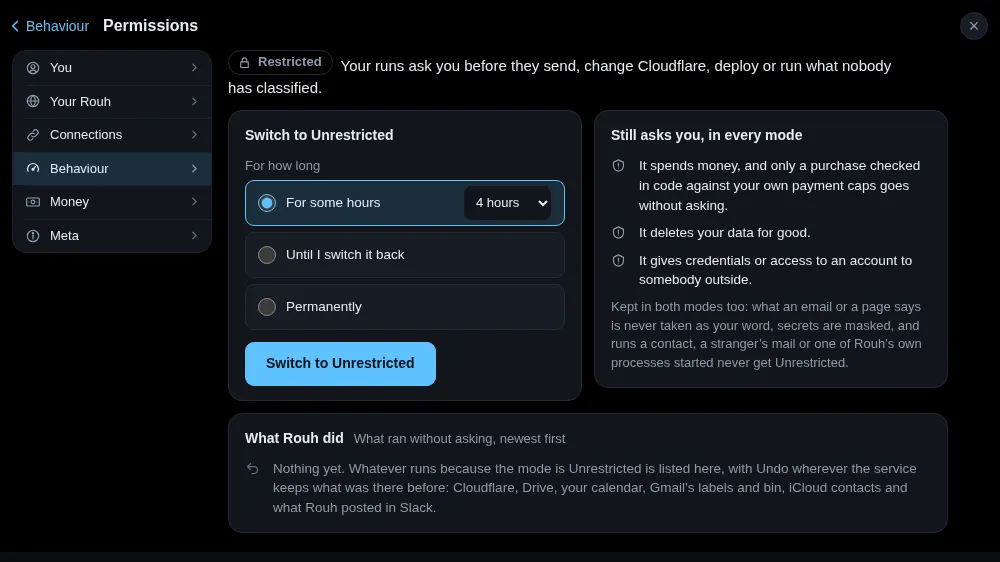 Behaviour Permissions
You
Your Rouh
Connections
Behaviour
Money
Meta
Restricted Your runs ask you before they send, change Cloudflare, deploy or run what nobody
has classified.
Switch to Unrestricted
For how long
For some hours 4 hours
Until I switch it back
Permanently
Switch to Unrestricted
Still asks you, in every mode
It spends money, and only a purchase checked
in code against your own payment caps goes
without asking.
It deletes your data for good.
It gives credentials or access to an account to
somebody outside.
Kept in both modes too: what an email or a page says
is never taken as your word, secrets are masked, and
runs a contact, a stranger’s mail or one of Rouh’s own
processes started never get Unrestricted.
What Rouh did What ran without asking, newest first
Nothing yet. Whatever runs because the mode is Unrestricted is listed here, with Undo wherever the service
keeps what was there before: Cloudflare, Drive, your calendar, Gmail’s labels and bin, iCloud contacts and
what Rouh posted in Slack.